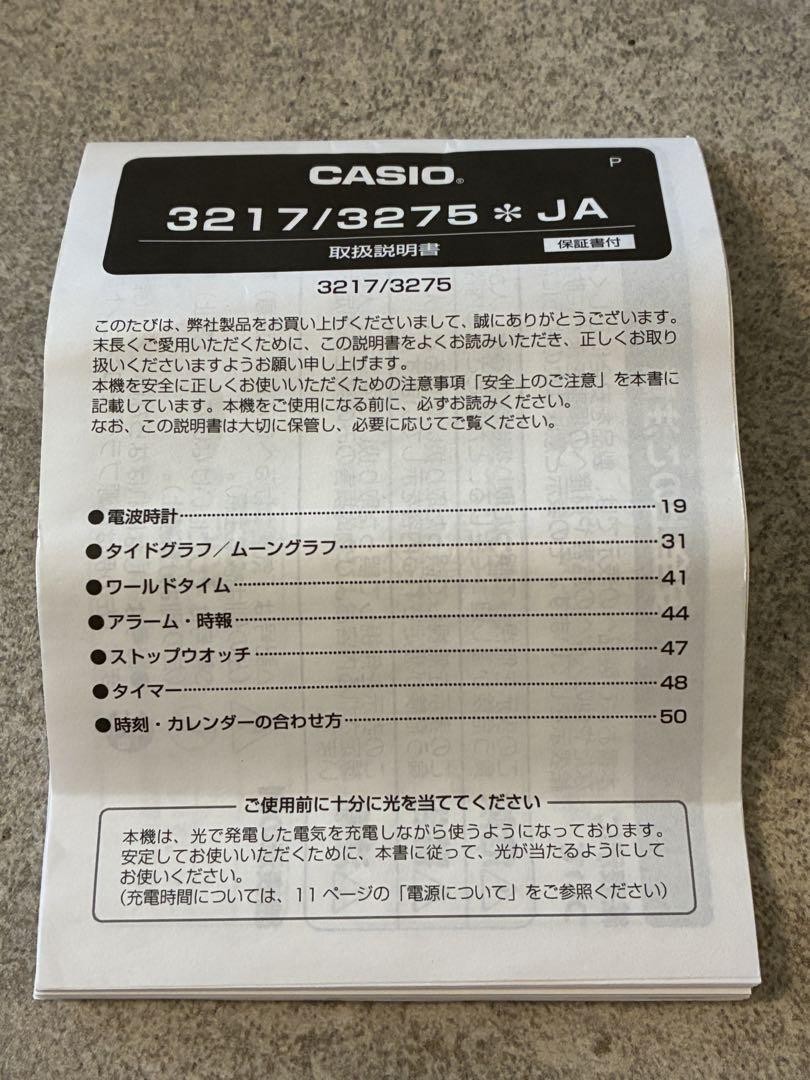 CASIO®
P
3217/3275＊JA
取扱説明書
保証書付
3217/3275
このたびは、弊社製品をお買い上げくださいまして、誠にありがとうございます。
末長くご愛用いただくために、この説明書をよくお読みいただき、正しくお取り
扱いくださいますようお願い申し上げます。
本機を安全に正しくお使いいただくための注意事項「安全上のご注意」を本書に
記載しています。本機をご使用になる前に、必ずお読みください。
なお、この説明書は大切に保管し、必要に応じてご覧ください。
●電波時計 19
●タイドグラフ／ムーングラフ 31
●ワールドタイム 41
●アラーム・時報 44
●ストップウオッチ 47
●タイマー 48
●時刻・カレンダーの合わせ方 50
ご使用前に十分に光を当ててください
本機は、光で発電した電気を充電しながら使うようになっております。
安定してお使いいただくために、本書に従って、光が当たるようにして
お使いください。
（充電時間については、11ページの「電源について」をご参照ください）